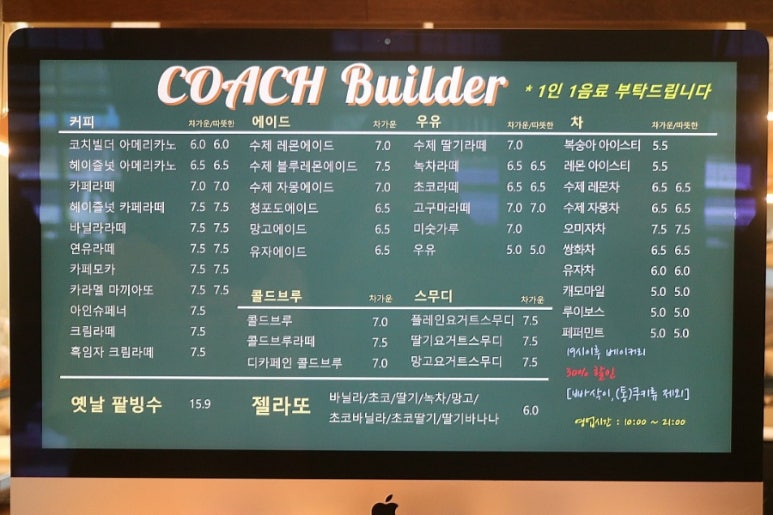 COACH Builder
* 1인 1음료 부탁드립니다
커피 차가운/따뜻한
코치빌더 아메리카노 6.0 6.0
헤이즐넛 아메리카노 6.5 6.5
카페라떼 7.0 7.0
헤이즐넛 카페라떼 7.5 7.5
바닐라라떼 7.5 7.5
연유라떼 7.5 7.5
카페모카 7.5 7.5
카라멜 마끼아또 7.5 7.5
아인슈페너 7.5
크림라떼 7.5
흑임자 크림라떼 7.5
에이드 차가운
수제 레몬에이드 7.0
수제 블루레몬에이드 7.5
수제 자몽에이드 7.0
청포도에이드 6.5
망고에이드 6.5
유자에이드 6.5
콜드브루 차가운
콜드브루 7.0
콜드브루라떼 7.5
디카페인 콜드브루 7.0
우유 차가운/따뜻한
수제 딸기라떼 7.0
녹차라떼 6.5 6.5
초코라떼 6.5 6.5
고구마라떼 7.0 7.0
미숫가루 7.0
우유 5.0 5.0
스무디 차가운
플레인요거트스무디 7.5
딸기요거트스무디 7.5
망고요거트스무디 7.5
차 차가운/따뜻한
복숭아 아이스티 5.5
레몬 아이스티 5.5
수제 레몬차 6.5 6.5
수제 자몽차 6.5 6.5
오미자차 7.5 7.5
쌍화차 6.5 6.5
유자차 6.0 6.0
캐모마일 5.0 5.0
루이보스 5.0 5.0
페퍼민트 5.0 5.0
19시이후 베이커리
30% 할인
[빠삭이, (통)쿠키류 제외]
영업시간 : 10:00 ~ 21:00
옛날 팥빙수 15.9
젤라또
바닐라/초코/딸기/녹차/망고/
초코바닐라/초코딸기/딸기바나나 6.0